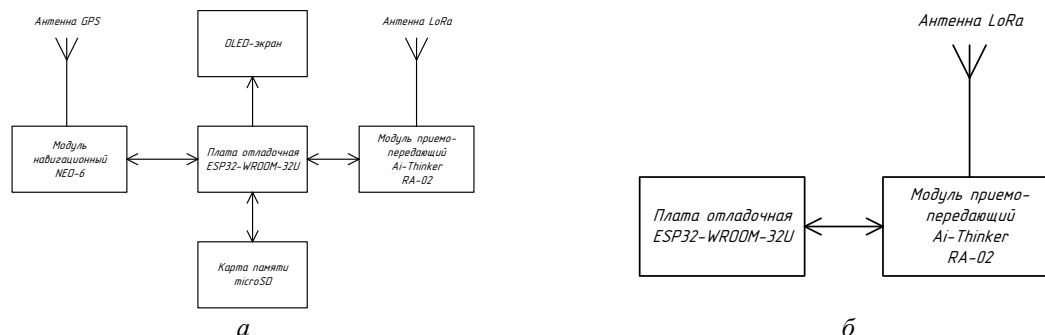 Антенна GPS
OLED-экран
Антенна LoRa
Модуль
навигационный
NEO-6
Плата отладочная
ESP32-WROOM-32U
Модуль приемо-
передающий
Ai-Thinker
RA-02
Карта памяти
microSD
а
Антенна LoRa
Плата отладочная
ESP32-WROOM-32U
Модуль приемо-
передающий
Ai-Thinker
RA-02
б